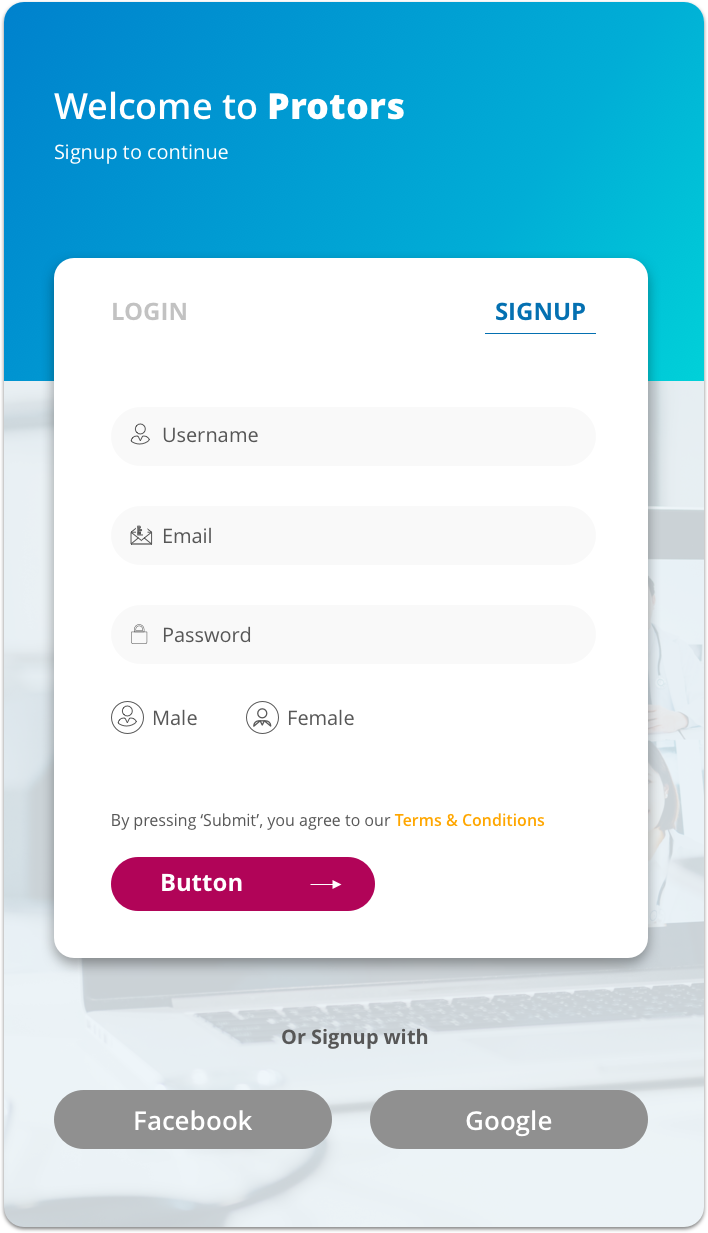 Welcome to Protors
Signup to continue
LOGIN
SIGNUP
Username
Email
Password
Male
Female
By pressing ‘Submit’, you agree to our Terms & Conditions
Button
Or Signup with
Facebook
Google